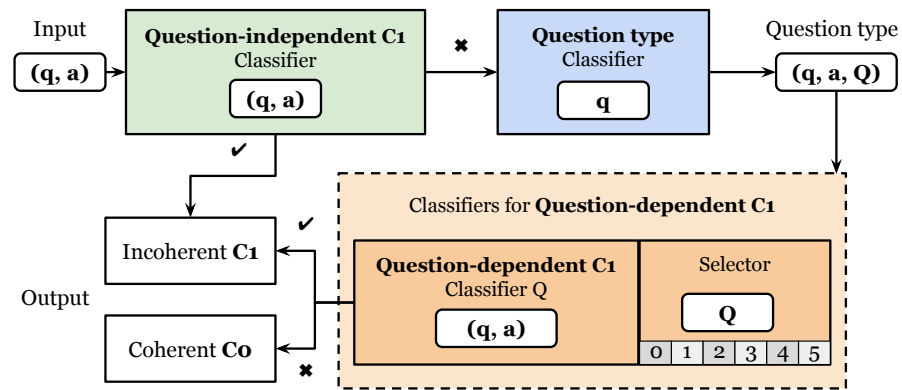 Input
(q, a)
Question-independent C1
Classifier
(q, a)
✖
Question type
Classifier
q
Question type
(q, a, Q)
✔
Classifiers for Question-dependent C1
Question-dependent C1
Classifier Q
(q, a)
Selector
Q
0 1 2 3 4 5
✔
Incoherent C1
Output
Coherent C0
✖